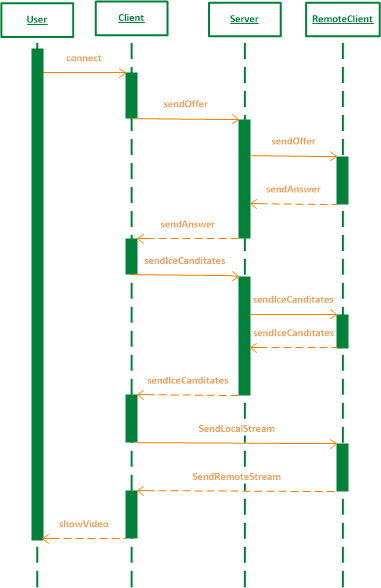 User
Client
Server
RemoteClient
connect
sendOffer
sendOffer
sendAnswer
sendAnswer
sendIceCanditates
sendIceCanditates
sendIceCanditates
sendIceCanditates
SendLocalStream
SendRemoteStream
showVideo